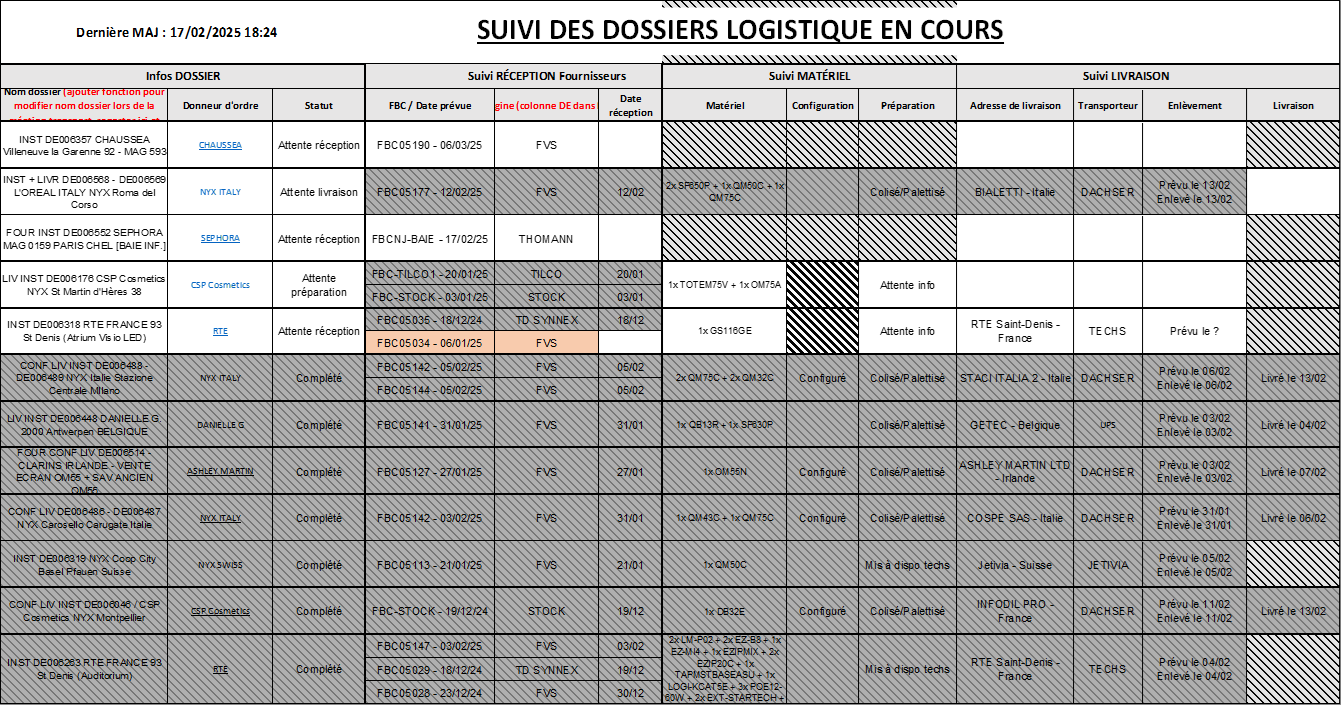 Dernière MAJ : 17/02/2025 18:24
SUIVI DES DOSSIERS LOGISTIQUE EN COURS
Infos DOSSIER
Suivi RÉCEPTION Fournisseurs
Suivi MATÉRIEL
Suivi LIVRAISON
Nom dossier (ajouter fonction pour
modifier nom dossier lors de la
Donneur d'ordre
Statut
FBC / Date prévue
gine (colonne DE dans
Date
réception
Matériel
Configuration
Préparation
Adresse de livraison
Transporteur
Enlèvement
Livraison
INST DE006357 CHAUSSEA
Villeneuve la Garenne 92 - MAG 593
CHAUSSEA
Attente réception
FBC05190 - 06/03/25
FVS
INST + LIVR DE006568 - DE006569
L'OREAL ITALY NYX Roma del
Corso
NYX ITALY
Attente livraison
FBC05177 - 12/02/25
FVS
12/02
2x SP650P + 1x QM50C + 1x
QM75C
Colisé/Palettisé
BIALETTI - Italie
DACHSER
Prévu le 13/02
Enlevé le 13/02
FOUR INST DE006552 SEPHORA
MAG 0159 PARIS CHEL [BAIE INF.]
SEPHORA
Attente réception
FBCNJ-BAIE - 17/02/25
THOMANN
LIV INST DE006176 CSP Cosmetics
NYX St Martin d'Hères 38
CSP Cosmetics
Attente
préparation
FBC-TILCO1 - 20/01/25
TILCO
20/01
FBC-STOCK - 03/01/25
STOCK
03/01
1x TOTEM75V + 1x OM75A
Attente info
INST DE006318 RTE FRANCE 93
St Denis (Atrium Visio LED)
RTE
Attente réception
FBC05035 - 18/12/24
TD SYNNEX
18/12
FBC05034 - 06/01/25
FVS
1x GS116GE
Attente info
RTE Saint-Denis -
France
TECHS
Prévu le ?
CONF LIV INST DE006488 -
DE006489 NYX Italie Stazione
Centrale Milano
NYX ITALY
Complété
FBC05142 - 05/02/25
FVS
05/02
FBC05144 - 05/02/25
FVS
05/02
2x QM75C + 2x QM32C
Configuré
Colisé/Palettisé
STACI ITALIA 2 - Italie
DACHSER
Prévu le 06/02
Enlevé le 06/02
Livré le 13/02
LIV INST DE006448 DANIELLE G.
2000 Antwerpen BELGIQUE
DANIELLE G
Complété
FBC05141 - 31/01/25
FVS
31/01
1x QB13R + 1x SP630P
Colisé/Palettisé
GETEC - Belgique
UPS
Prévu le 03/02
Enlevé le 03/02
Livré le 04/02
FOUR CONF LIV DE006514 -
CLARINS IRLANDE - VENTE
ECRAN OM55 + SAV ANCIEN
OM55
ASHLEY MARTIN
Complété
FBC05127 - 27/01/25
FVS
27/01
1x OM55N
Configuré
Colisé/Palettisé
ASHLEY MARTIN LTD
- Irlande
DACHSER
Prévu le 03/02
Enlevé le 03/02
Livré le 07/02
CONF LIV DE006486 - DE006487
NYX Carosello Carugate Italie
NYX ITALY
Complété
FBC05142 - 03/02/25
FVS
31/01
1x QM43C + 1x QM75C
Configuré
Colisé/Palettisé
COSPE SAS - Italie
DACHSER
Prévu le 31/01
Enlevé le 31/01
Livré le 06/02
INST DE006319 NYX Coop City
Basel Pfauen Suisse
NYX SWISS
Complété
FBC05113 - 21/01/25
FVS
21/01
1x QM50C
Mis à dispo techs
Jetivia - Suisse
JETIVIA
Prévu le 05/02
Enlevé le 05/02
CONF LIV INST DE006046 / CSP
Cosmetics NYX Montpellier
CSP Cosmetics
Complété
FBC-STOCK - 19/12/24
STOCK
19/12
1x DB32E
Configuré
Colisé/Palettisé
INFODIL PRO -
France
DACHSER
Prévu le 11/02
Enlevé le 11/02
Livré le 13/02
INST DE006263 RTE FRANCE 93
St Denis (Auditorium)
RTE
Complété
FBC05147 - 03/02/25
FVS
03/02
FBC05029 - 18/12/24
TD SYNNEX
19/12
FBC05028 - 23/12/24
FVS
30/12
2x LM-F02 + 2x EZ-B8 + 1x
EZ-MI4 + 1x EZIPMIX + 2x
EZIP20C + 1x
TAPMSTBASEASU + 1x
LOGI-KCAT5E + 3x POE12-
60W + 2x EXT-STARTECH +
Mis à dispo techs
RTE Saint-Denis -
France
TECHS
Prévu le 04/02
Enlevé le 04/02